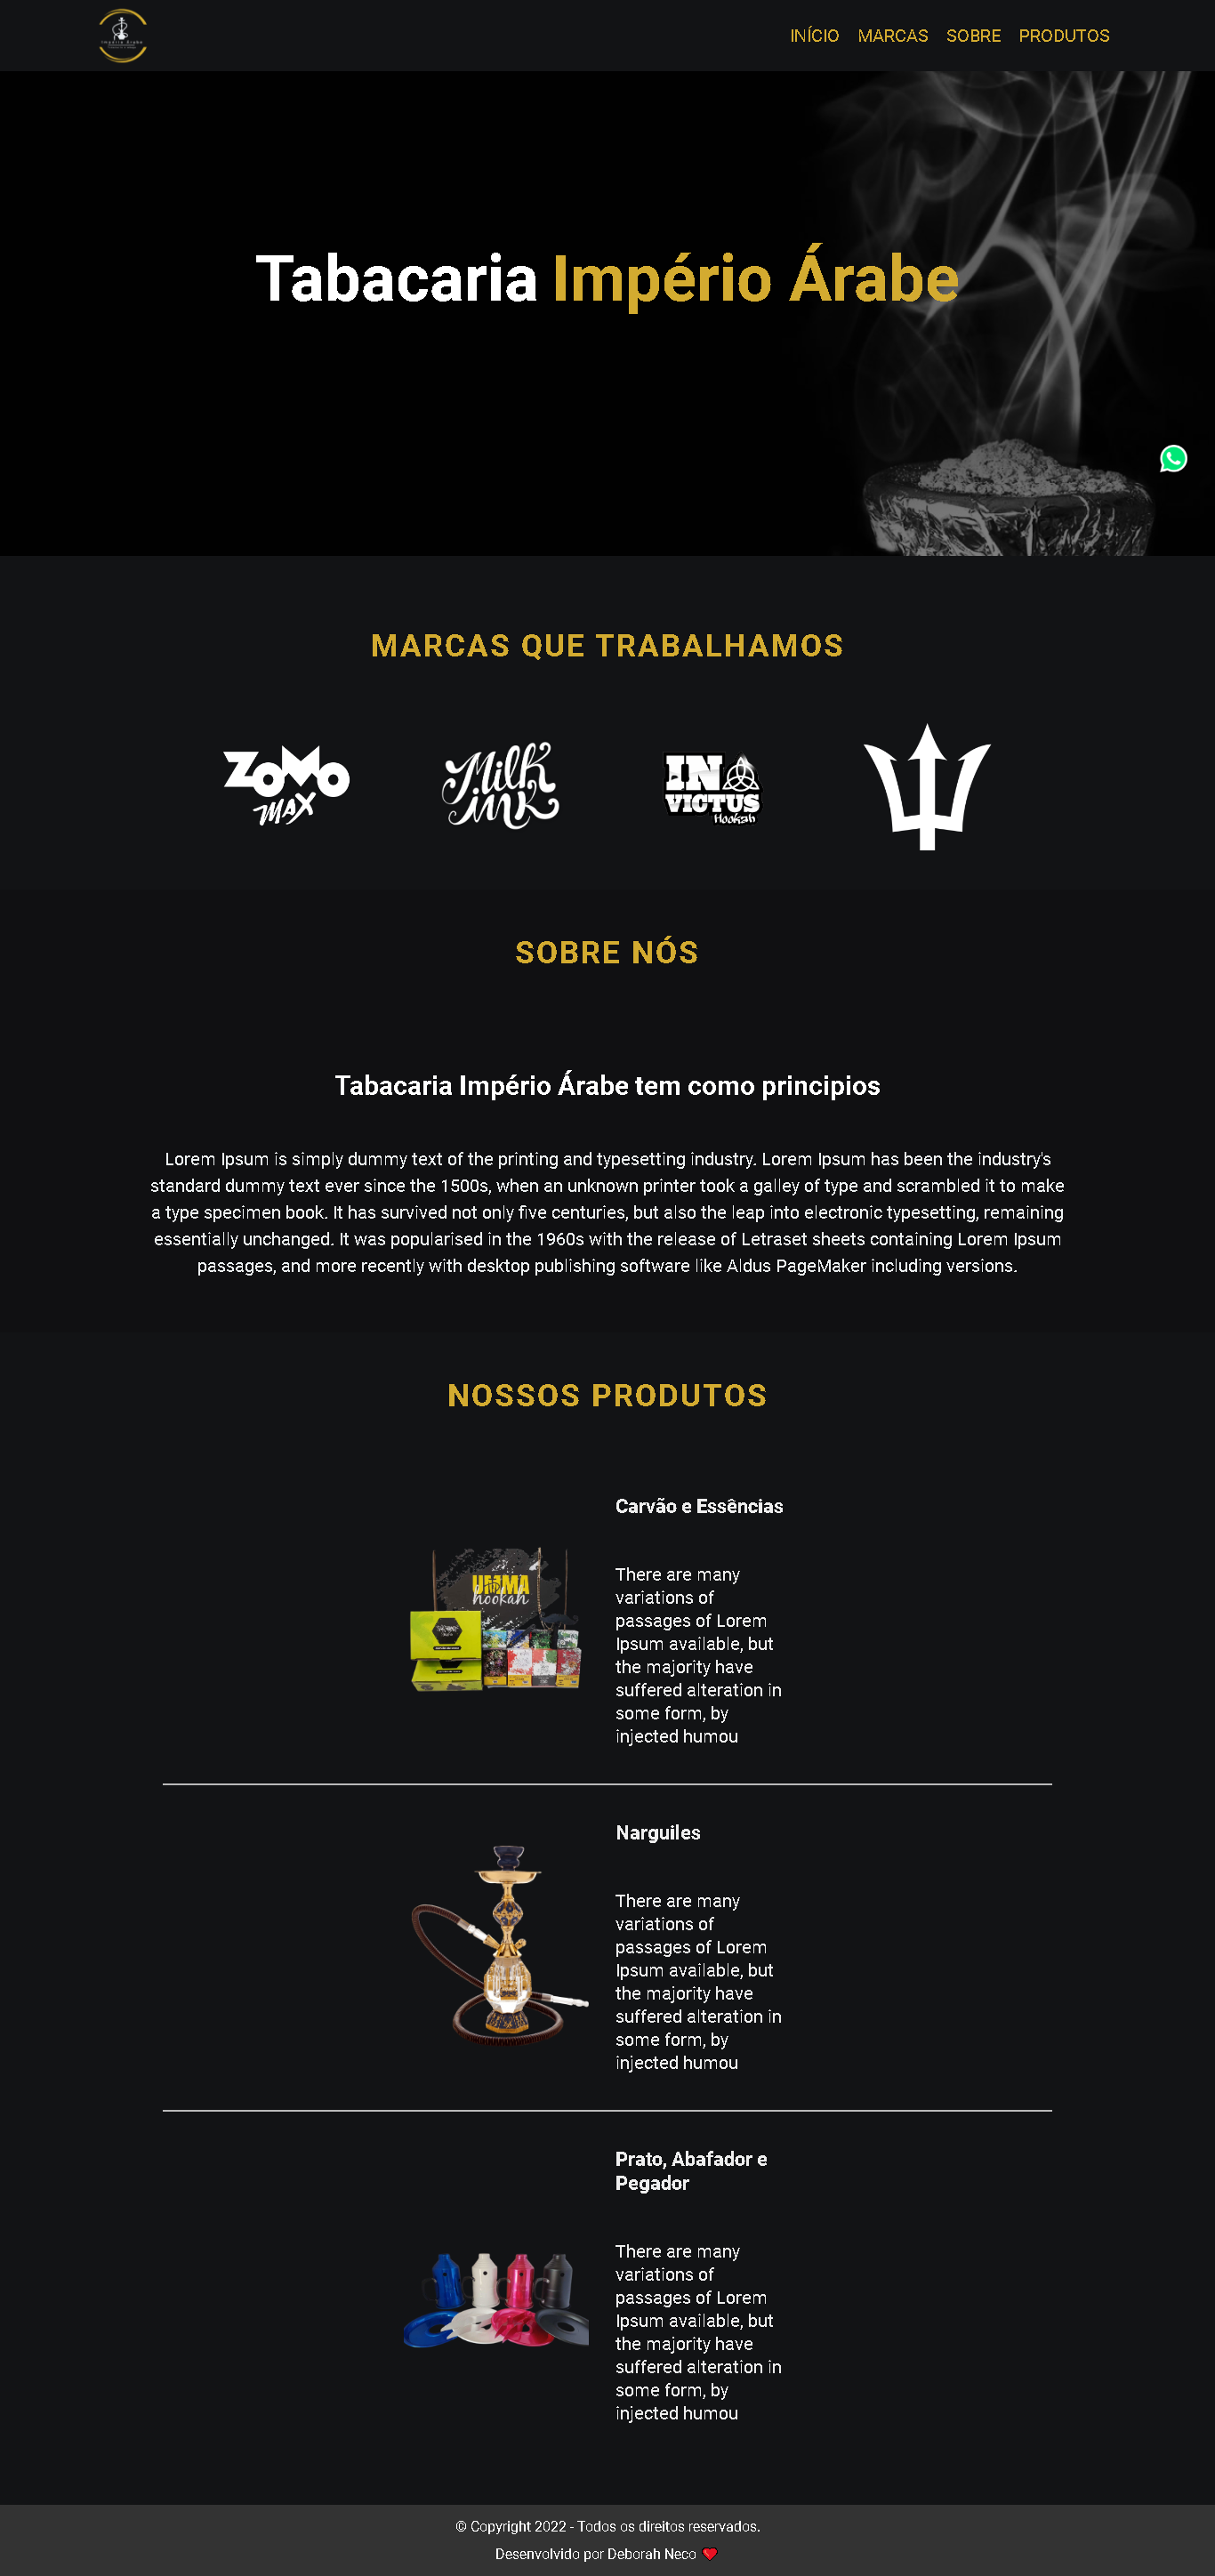 INÍCIO MARCAS SOBRE PRODUTOS
Tabacaria Império Árabe
MARCAS QUE TRABALHAMOS
ZOMO
MAX
Milk
INK
IN
VICTUS
Hookah
SOBRE NÓS
Tabacaria Império Árabe tem como principios
Lorem Ipsum is simply dummy text of the printing and typesetting industry. Lorem Ipsum has been the industry's
standard dummy text ever since the 1500s, when an unknown printer took a galley of type and scrambled it to make
a type specimen book. It has survived not only five centuries, but also the leap into electronic typesetting, remaining
essentially unchanged. It was popularised in the 1960s with the release of Letraset sheets containing Lorem Ipsum
passages, and more recently with desktop publishing software like Aldus PageMaker including versions.
NOSSOS PRODUTOS
UMMA
hookah
Carvão e Essências
There are many
variations of
passages of Lorem
Ipsum available, but
the majority have
suffered alteration in
some form, by
injected humou
Narguiles
There are many
variations of
passages of Lorem
Ipsum available, but
the majority have
suffered alteration in
some form, by
injected humou
Prato, Abafador e
Pegador
There are many
variations of
passages of Lorem
Ipsum available, but
the majority have
suffered alteration in
some form, by
injected humou
© Copyright 2022 - Todos os direitos reservados.
Desenvolvido por Deborah Neco ❤️